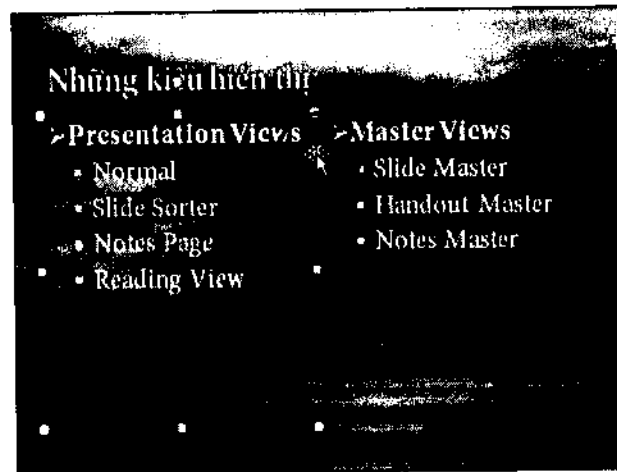 Những kiểu hiển thị
➢Presentation Views
▪ Normal
▪ Slide Sorter
▪ Notes Page
▪ Reading View
➢Master Views
▪ Slide Master
▪ Handout Master
▪ Notes Master